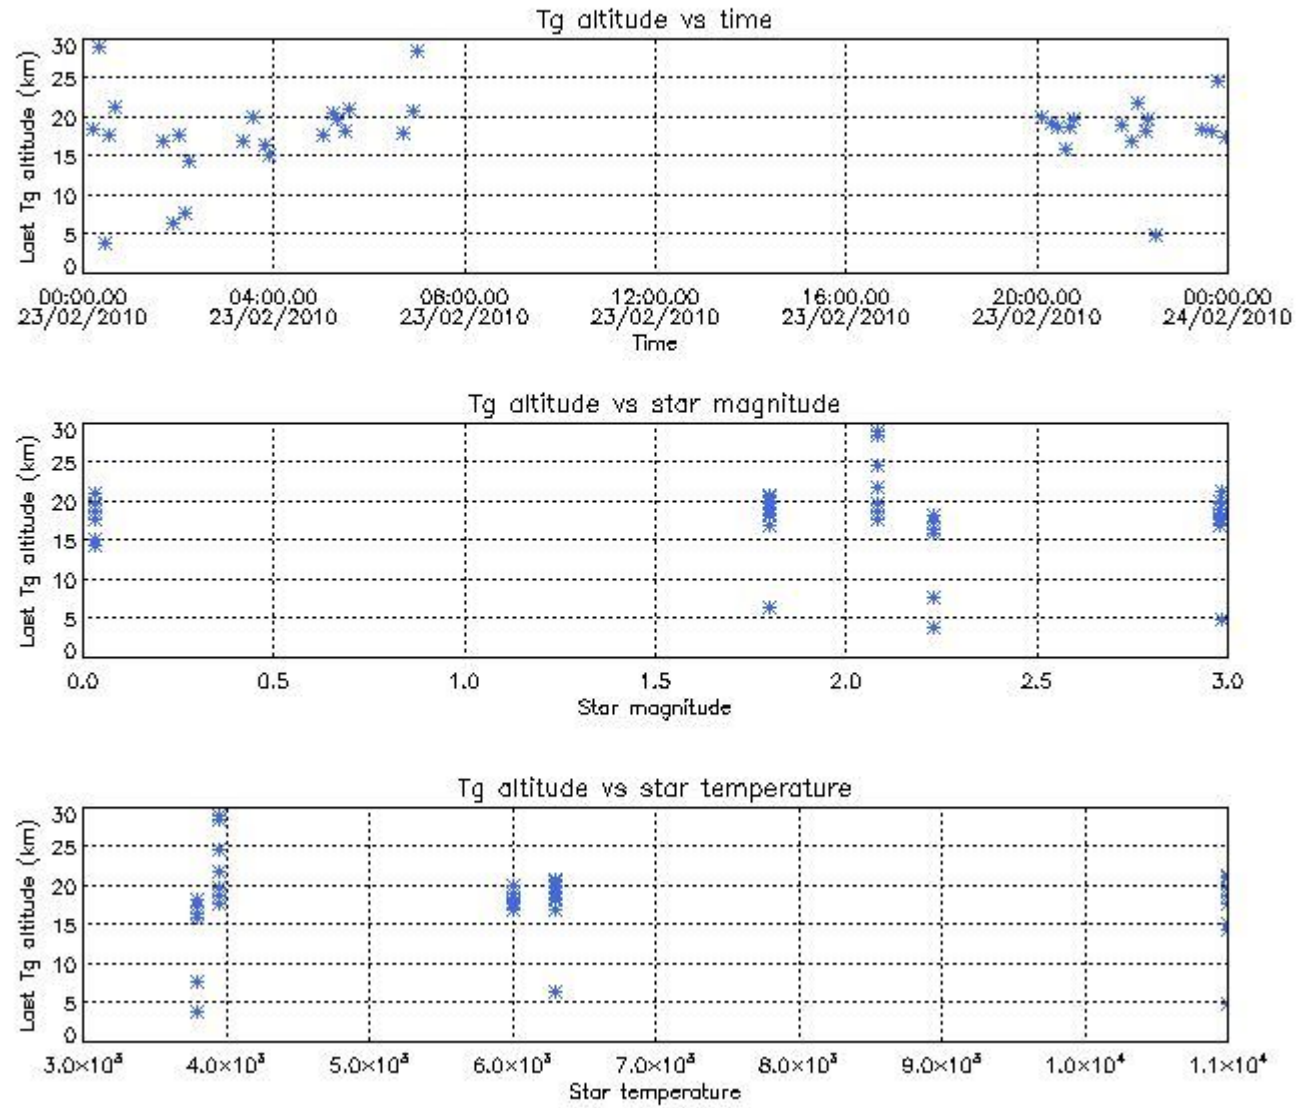 Tg altitude vs time
Last Tg altitude (km)
30
25
20
15
10
5
0
00:00.00 04:00.00 08:00.00 12:00.00 16:00.00 20:00.00 00:00.00
23/02/2010 23/02/2010 23/02/2010 23/02/2010 23/02/2010 23/02/2010 24/02/2010
Time
Tg altitude vs star magnitude
Last Tg altitude (km)
30
25
20
15
10
5
0
0.0 0.5 1.0 1.5 2.0 2.5 3.0
Star magnitude
Tg altitude vs star temperature
Last Tg altitude (km)
30
25
20
15
10
5
0
3.0×10³ 4.0×10³ 5.0×10³ 6.0×10³ 7.0×10³ 8.0×10³ 9.0×10³ 1.0×10⁴ 1.1×10⁴
Star temperature